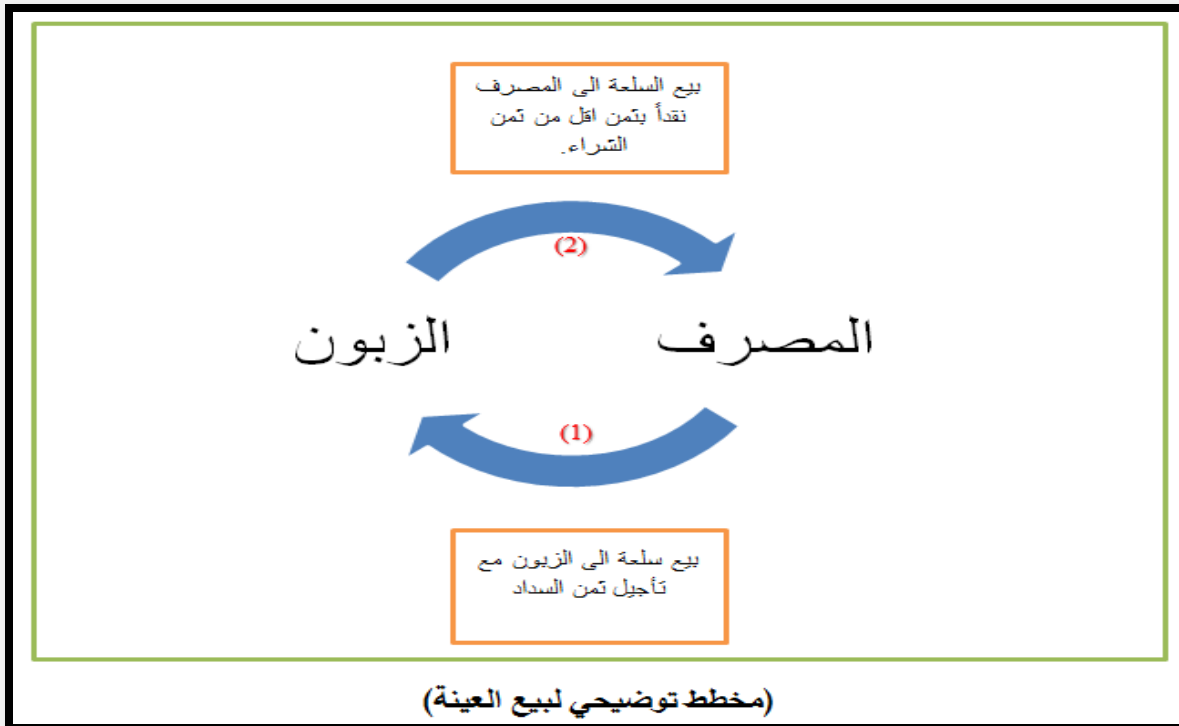 بيع السلعة الى المصرف
نقداً بثمن اقل من ثمن
الشراء.
(2)
المصرف
الزبون
(1)
بيع سلعة الى الزبون مع
تأجيل ثمن السداد
(مخطط توضيحي لبيع العينة)